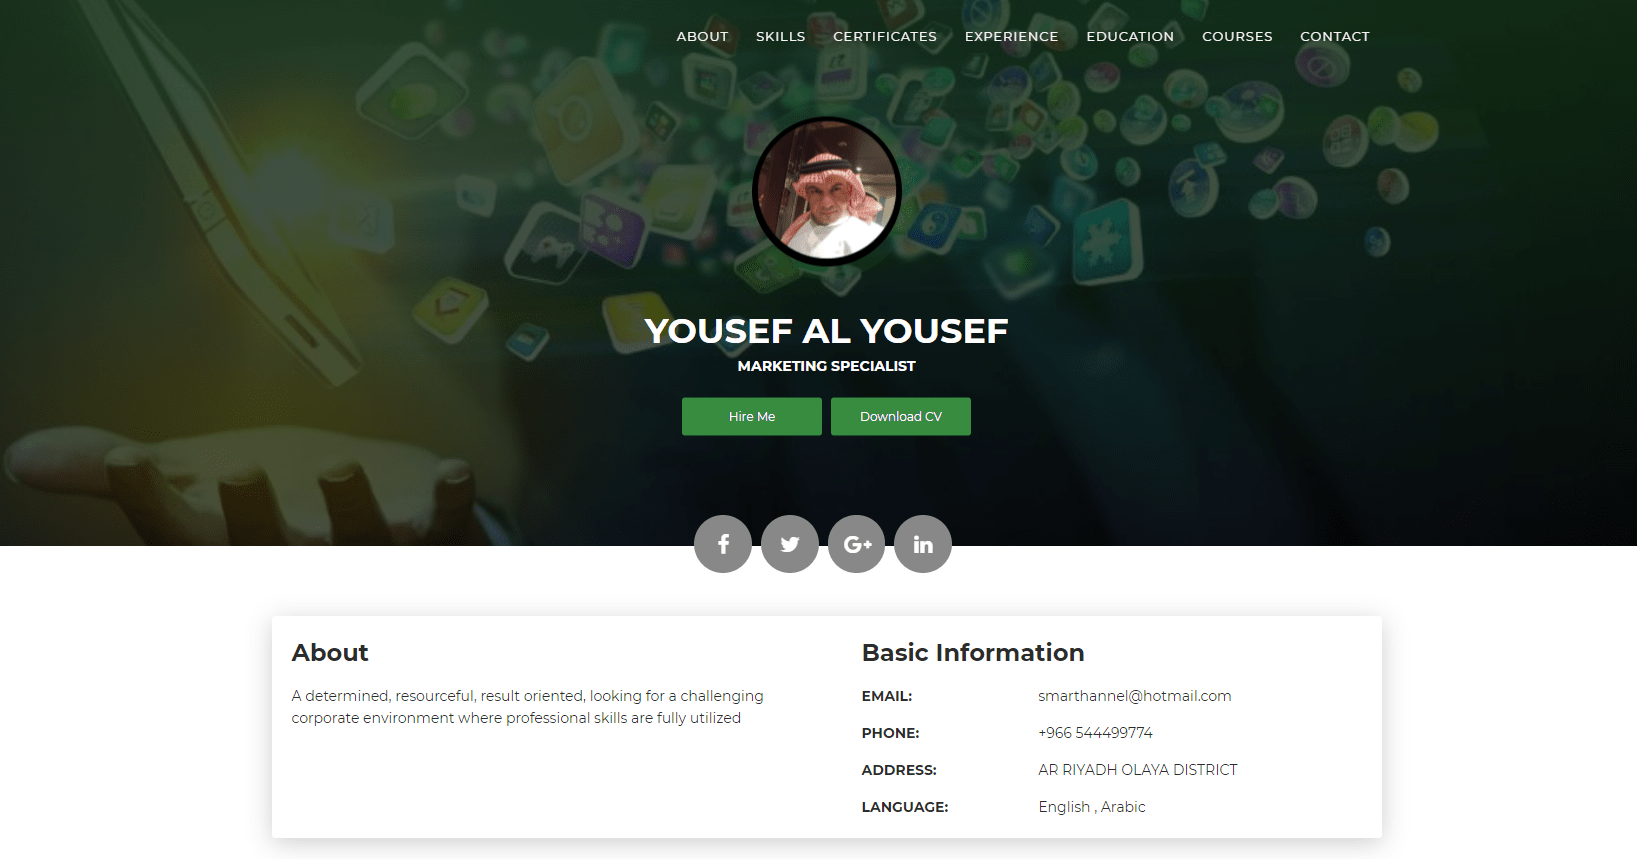 ABOUT SKILLS CERTIFICATES EXPERIENCE EDUCATION COURSES CONTACT
YOUSEF AL YOUSEF
MARKETING SPECIALIST
Hire Me Download CV
f G+ in
About
A determined, resourceful, result oriented, looking for a challenging
corporate environment where professional skills are fully utilized
Basic Information
EMAIL: smarthannel@hotmail.com
PHONE: +966 544499774
ADDRESS: AR RIYADH OLAYA DISTRICT
LANGUAGE: English , Arabic